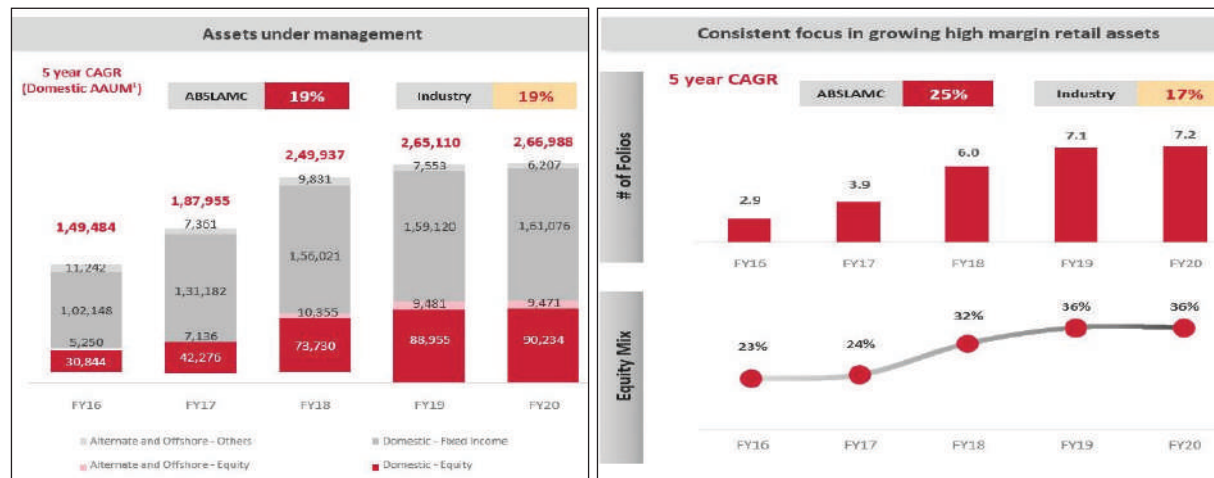 Assets under management
5 year CAGR
(Domestic AAUM¹)
ABSLAMC 19%
Industry 19%
1,49,484
11,242
1,02,148
5,250
30,844
1,87,955
7,361
1,31,182
7,136
42,276
2,49,937
9,831
1,56,021
10,355
73,730
2,65,110
7,553
1,59,120
9,481
88,955
2,66,988
6,207
1,61,076
9,471
90,234
FY16 FY17 FY18 FY19 FY20
Alternate and Offshore - Others
Domestic - Fixed Income
Alternate and Offshore - Equity
Domestic - Equity
Consistent focus in growing high margin retail assets
# of Folios
5 year CAGR
ABSLAMC 25%
Industry 17%
2.9 3.9 6.0 7.1 7.2
FY16 FY17 FY18 FY19 FY20
Equity Mix
23% 24% 32% 36% 36%
FY16 FY17 FY18 FY19 FY20